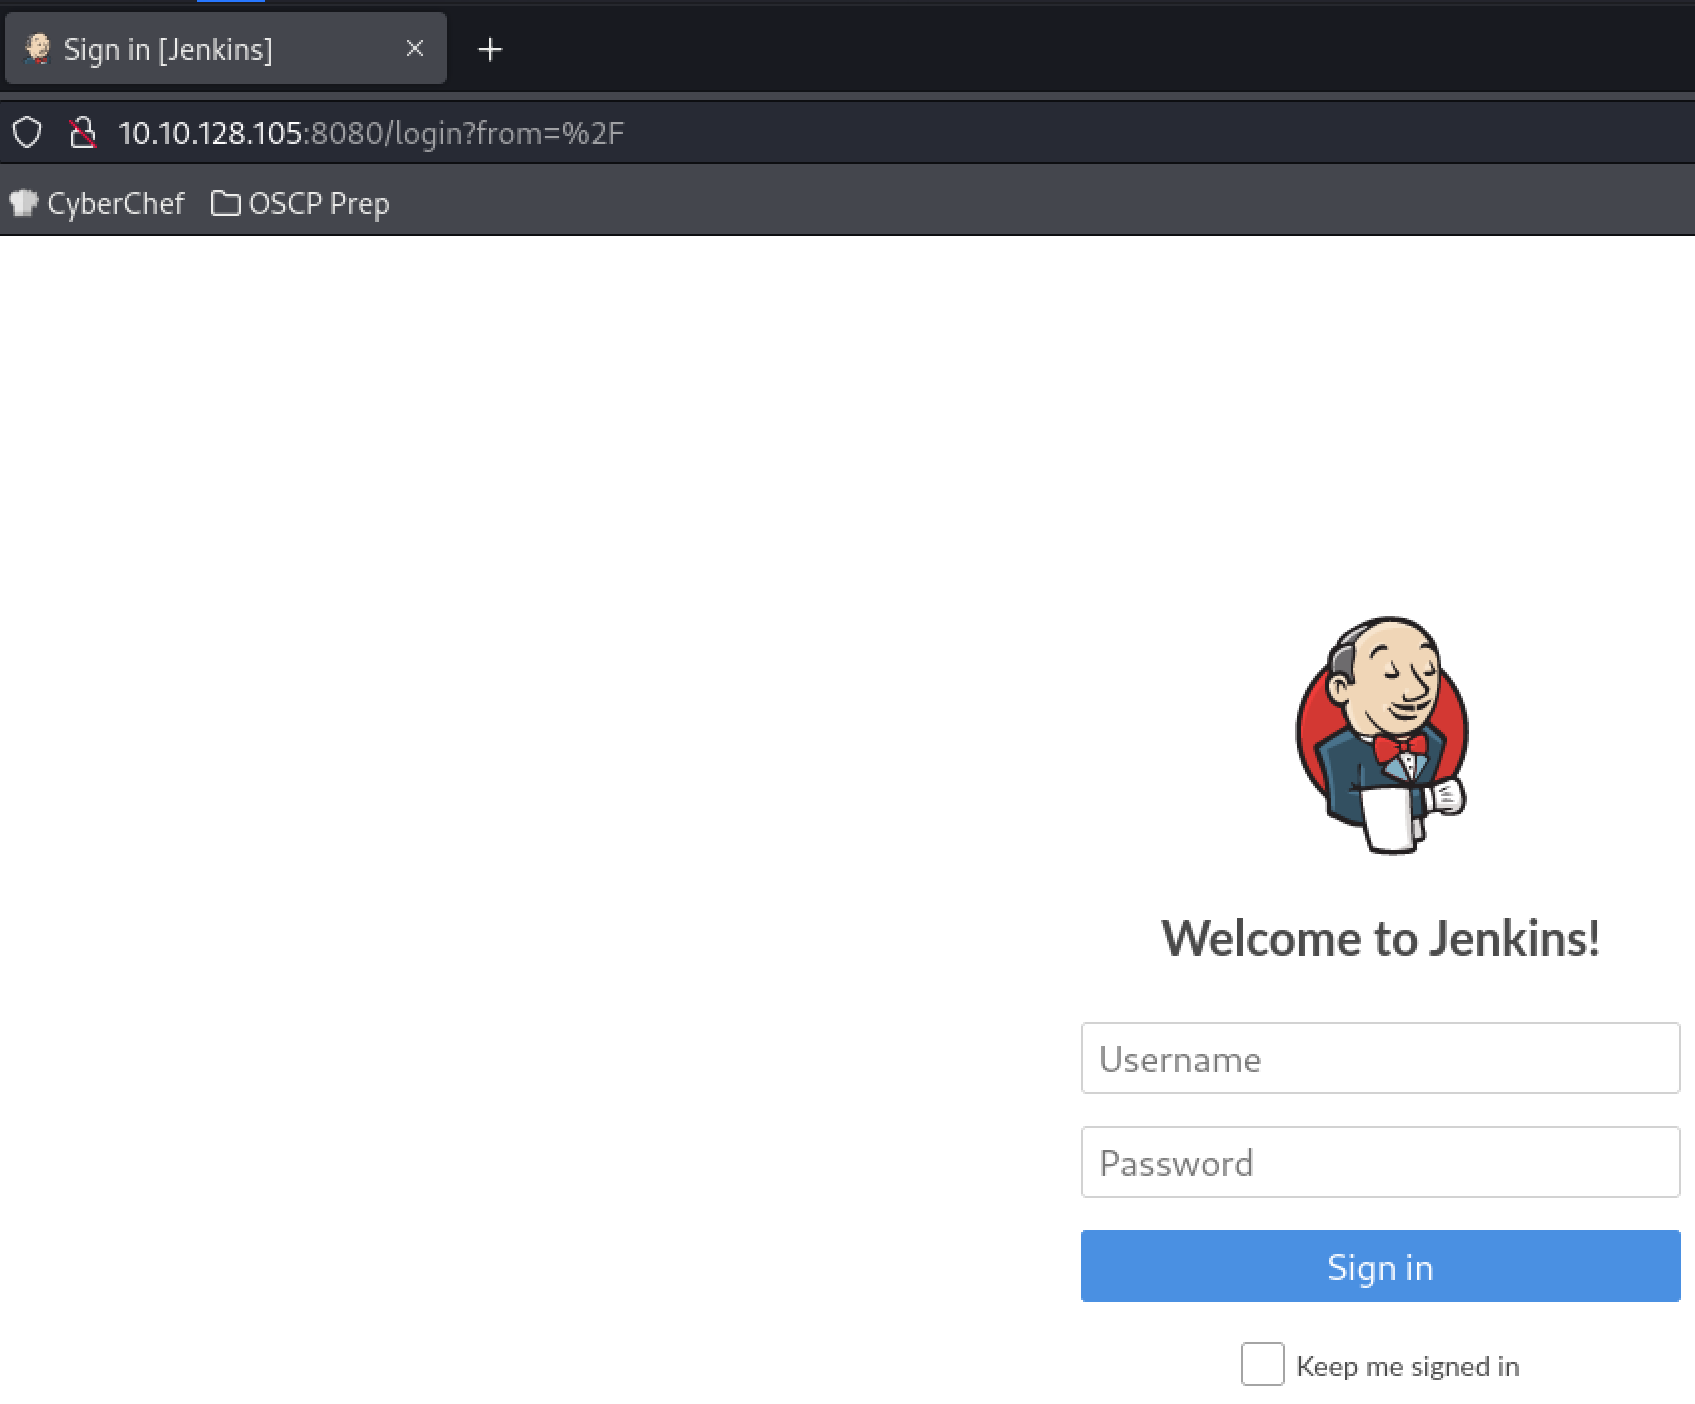 Sign in [Jenkins]
10.10.128.105:8080/login?from=%2F
CyberChef OSCP Prep
Welcome to Jenkins!
Username
Password
Sign in
Keep me signed in